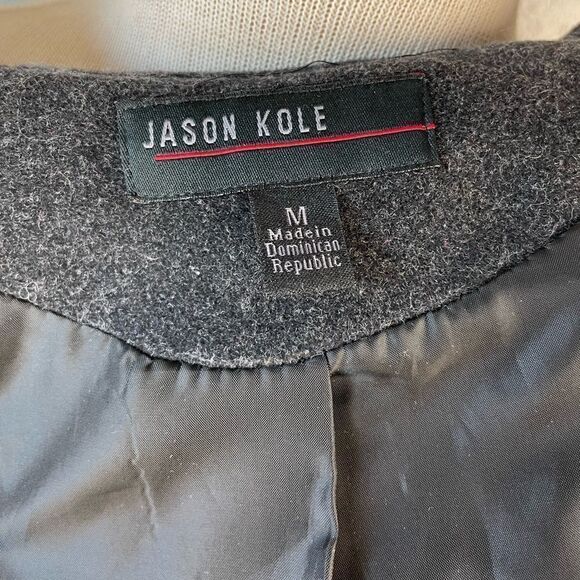 JASON KOLE
M
Made in
Dominican
Republic